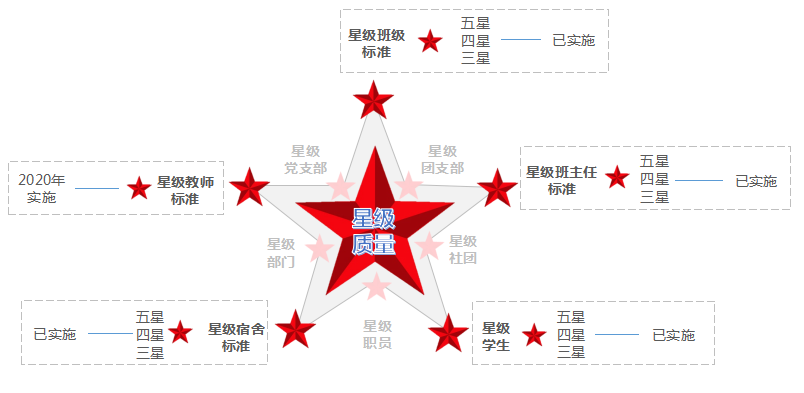 星级班级
标准
五星
四星
三星
已实施
星级
党支部
星级
团支部
2020年
实施
星级教师
标准
星级班主任
标准
五星
四星
三星
已实施
星级
质量
星级
部门
星级
社团
已实施
五星
四星
三星
星级宿舍
标准
星级
职员
星级
学生
五星
四星
三星
已实施